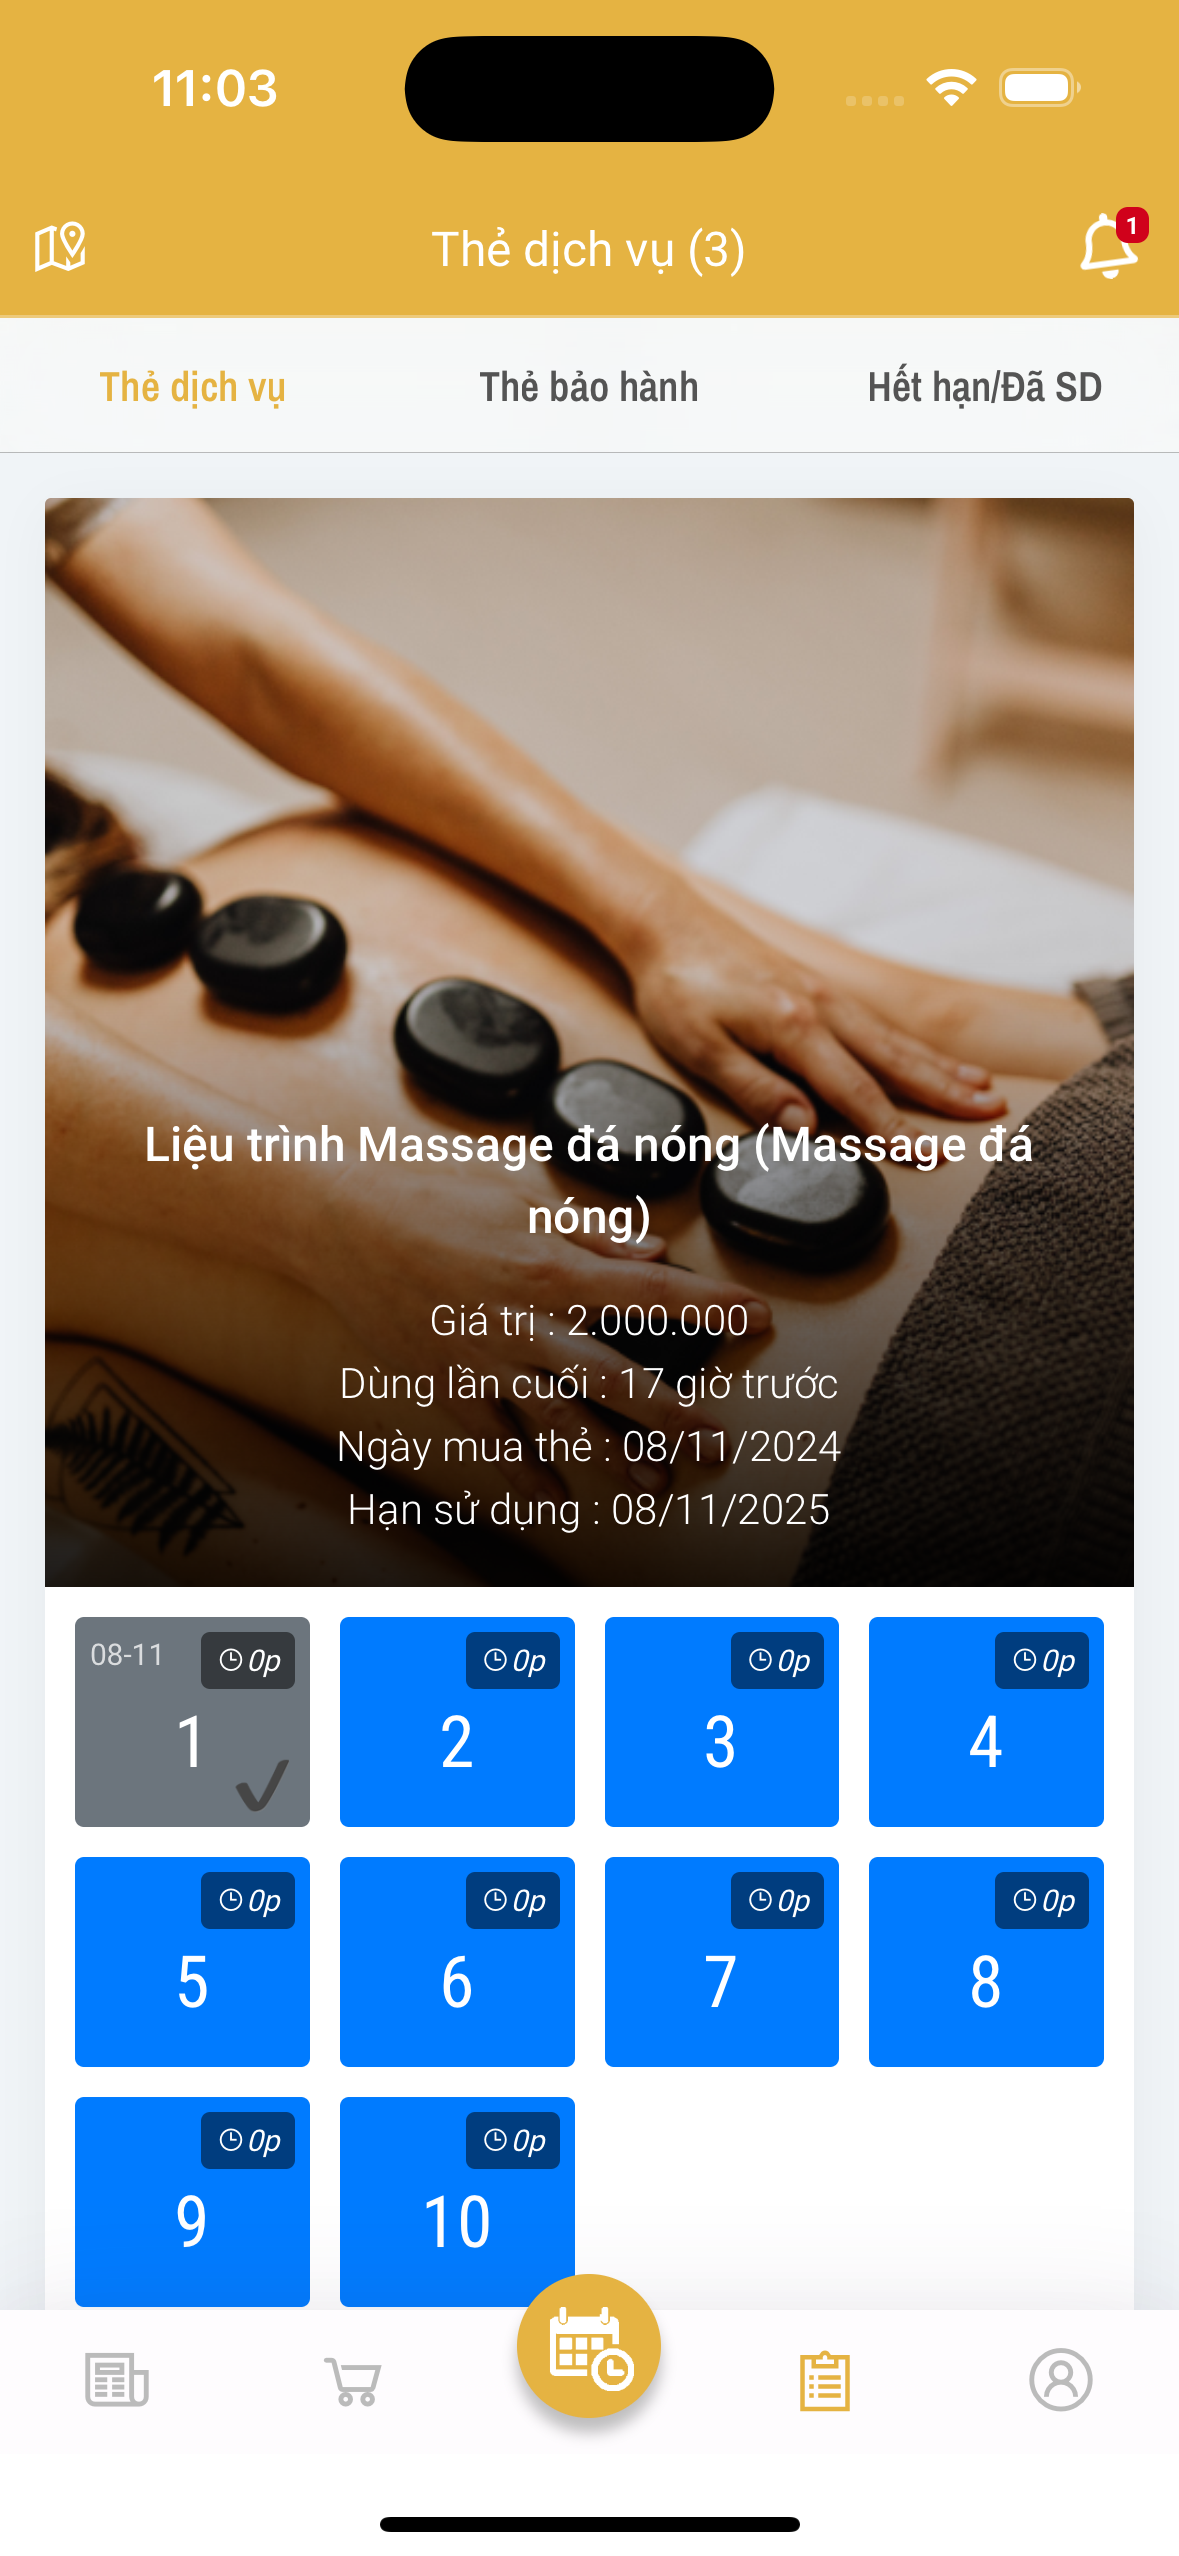 11:03
Thẻ dịch vụ (3)
1
Thẻ dịch vụ
Thẻ bảo hành
Hết hạn/Đã SD
Liệu trình Massage đá nóng (Massage đá
nóng)
Giá trị : 2.000.000
Dùng lần cuối : 17 giờ trước
Ngày mua thẻ : 08/11/2024
Hạn sử dụng : 08/11/2025
08-11
0p
1
0p
2
0p
3
0p
4
0p
5
0p
6
0p
7
0p
8
0p
9
0p
10